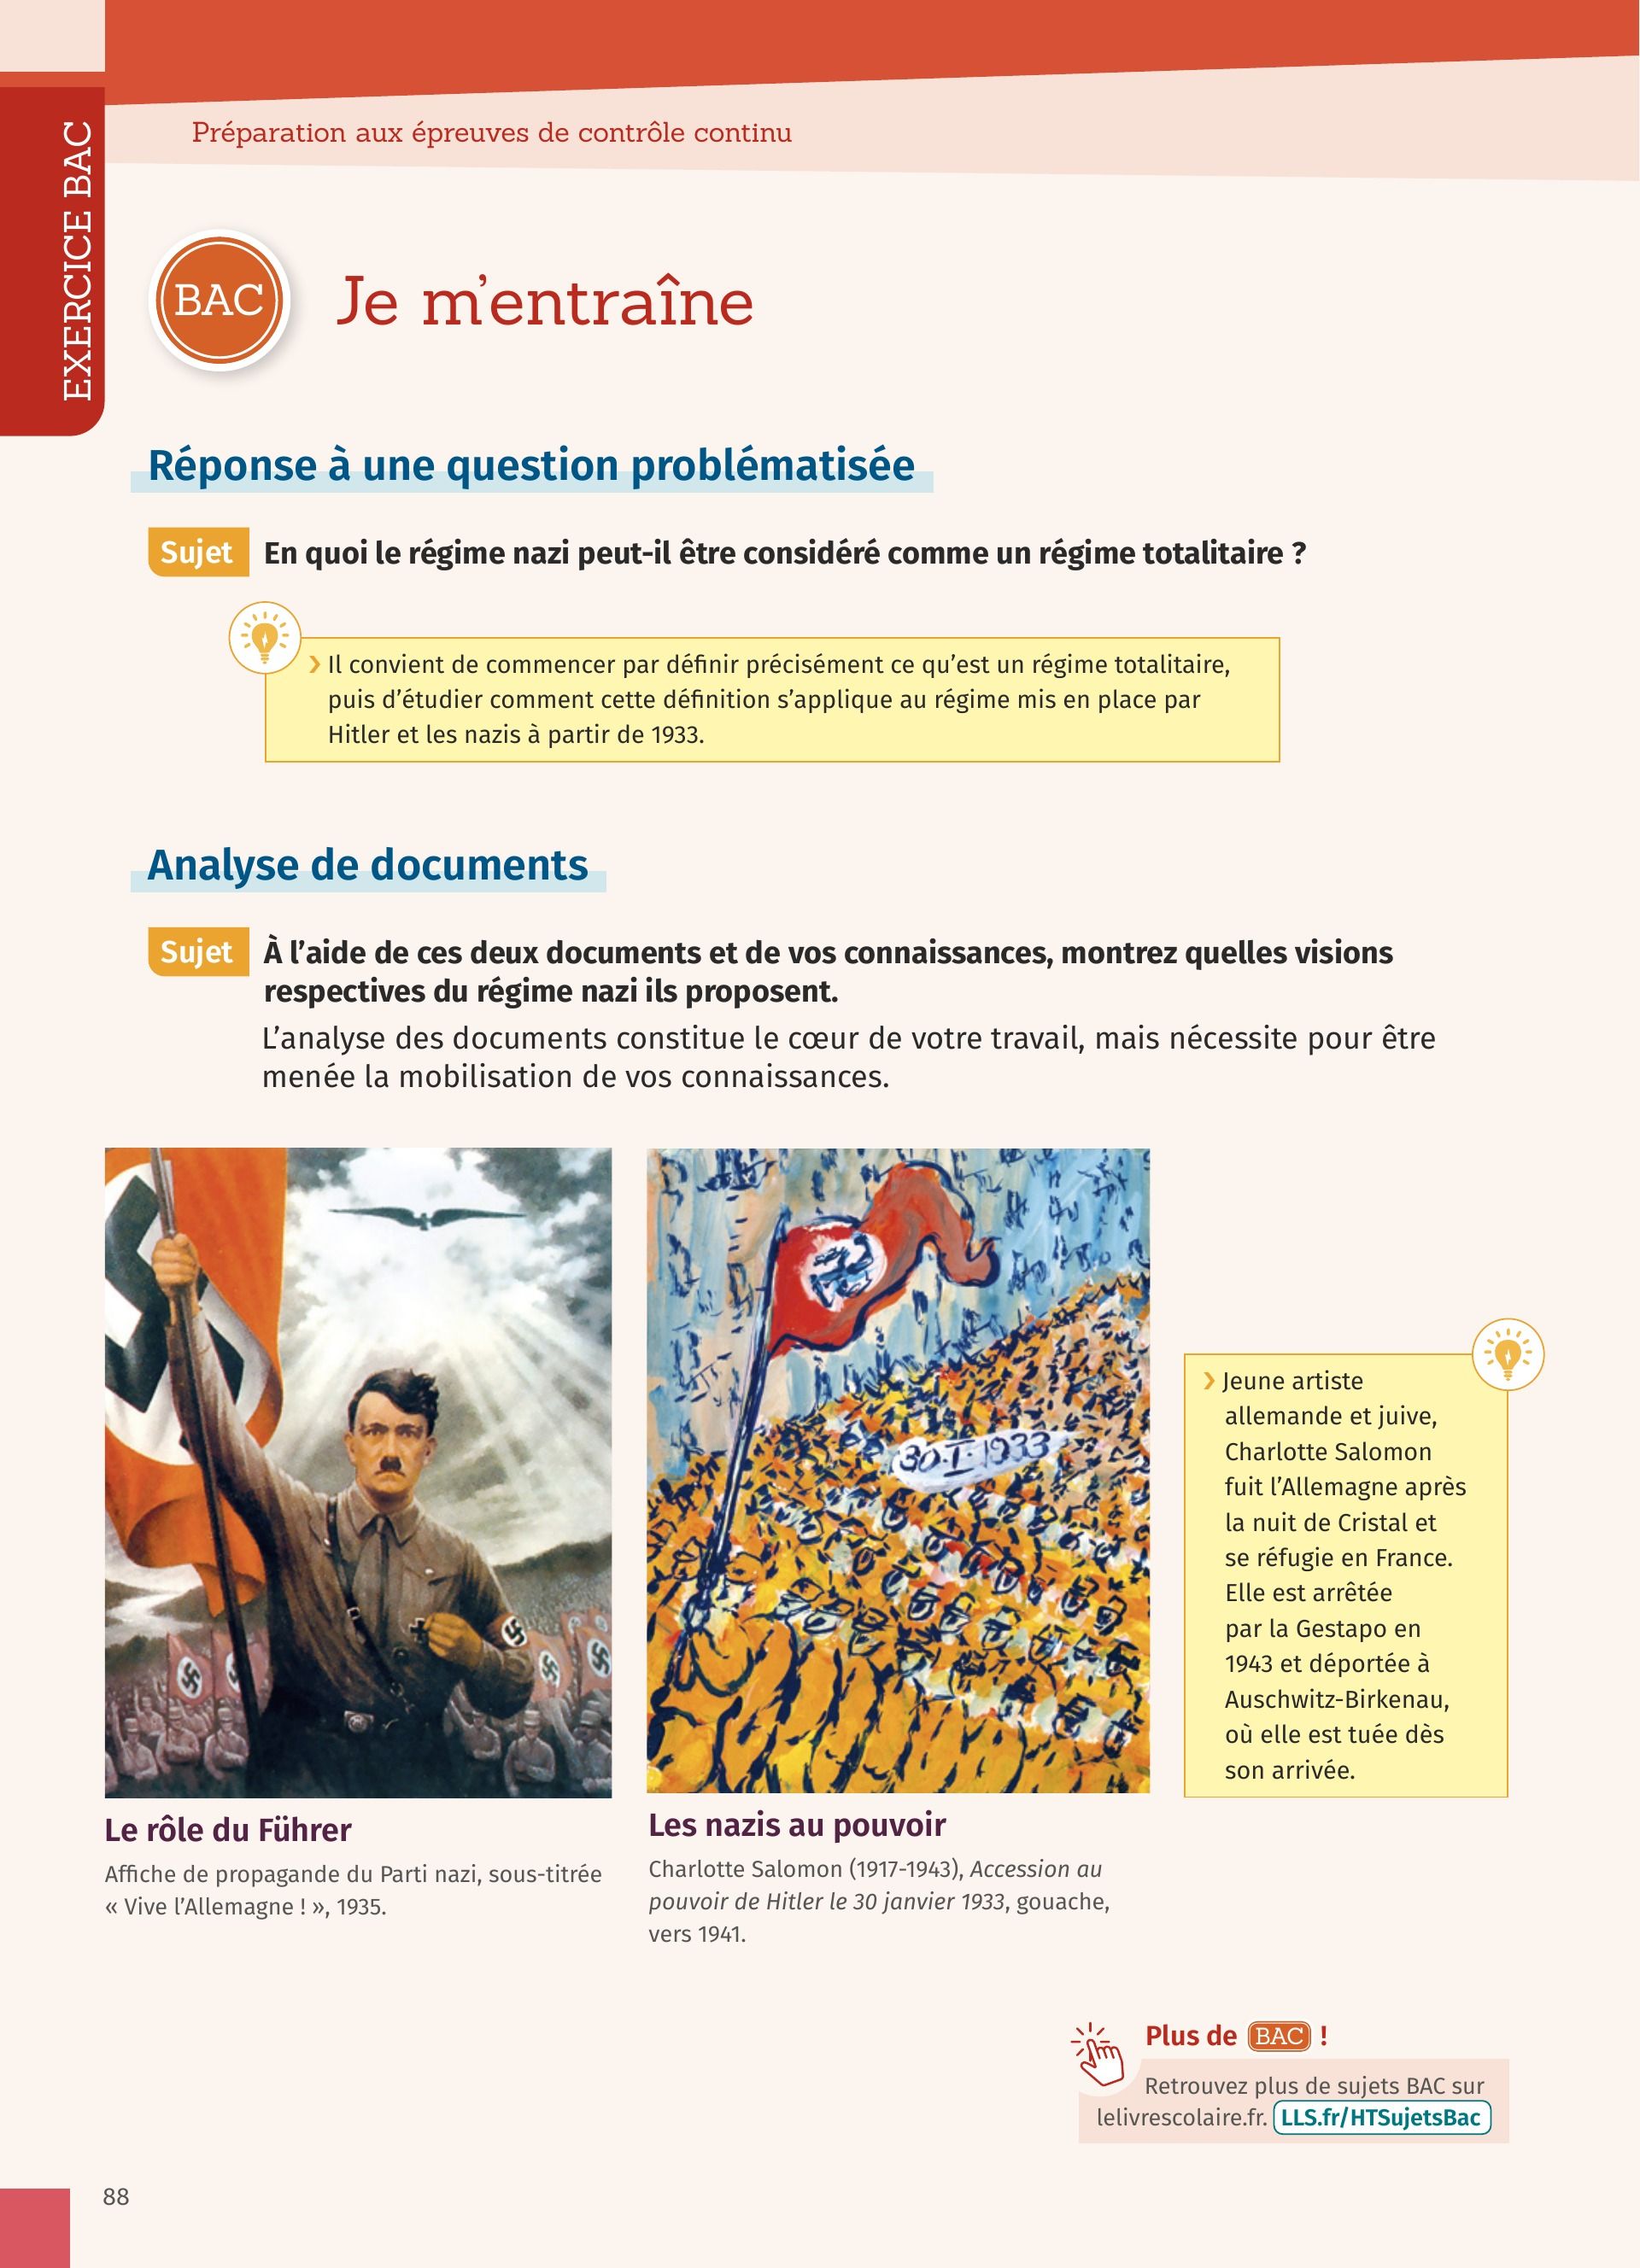 Préparation aux épreuves de contrôle continu
EXERCICE BAC
BAC
Je m'entraîne
Réponse à une question problématisée
Sujet
En quoi le régime nazi peut-il être considéré comme un régime totalitaire ?
› Il convient de commencer par définir précisément ce qu'est un régime totalitaire,
puis d'étudier comment cette définition s'applique au régime mis en place par
Hitler et les nazis à partir de 1933.
Analyse de documents
Sujet
À l'aide de ces deux documents et de vos connaissances, montrez quelles visions
respectives du régime nazi ils proposent.
L'analyse des documents constitue le cœur de votre travail, mais nécessite pour être
menée la mobilisation de vos connaissances.
30.I.1933
› Jeune artiste
allemande et juive,
Charlotte Salomon
fuit l'Allemagne après
la nuit de Cristal et
se réfugie en France.
Elle est arrêtée
par la Gestapo en
1943 et déportée à
Auschwitz-Birkenau,
où elle est tuée dès
son arrivée.
Le rôle du Führer
Affiche de propagande du Parti nazi, sous-titrée
« Vive l'Allemagne ! », 1935.
Les nazis au pouvoir
Charlotte Salomon (1917-1943), Accession au
pouvoir de Hitler le 30 janvier 1933, gouache,
vers 1941.
Plus de BAC !
Retrouvez plus de sujets BAC sur
lelivrescolaire.fr. LLS.fr/HTSujetsBac
88